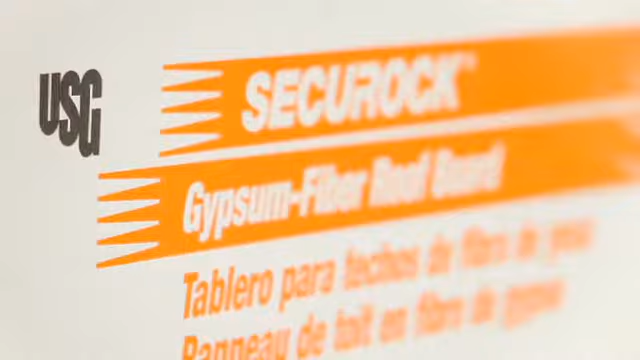 USG
SECUROCK
Gypsum-Fiber Roof Board
Tablero para techos de fibra de yeso
Panneau de toit en fibre de gypse